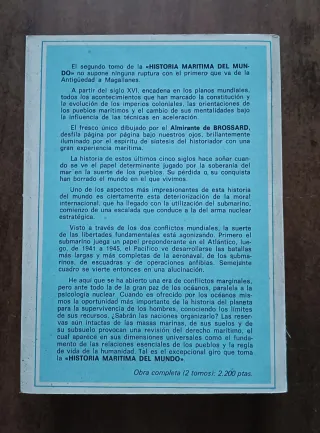 El segundo tomo de la «HISTORIA MARITIMA DEL MUN-
DO» no supone ninguna ruptura con el primero que va de la
Antigüedad a Magallanes.
A partir del siglo XVI, encadena en los planos mundiales,
todos los acontecimientos que han marcado la constitución y
la evolución de los imperios coloniales, las orientaciones de
los pueblos marítimos y el cambio de sus mentalidades bajo
la influencia de las técnicas en aceleración.
El fresco único dibujado por el Almirante de BROSSARD,
desfila página por página bajo nuestros ojos, brillantemente
iluminado por el espíritu de síntesis del historiador con una
gran experiencia marítima.
La historia de estos últimos cinco siglos hace soñar cuan-
do se ve el papel determinante jugado por la soberanía del
mar en la suerte de los pueblos. Su pérdida o, su conquista
han borrado el mundo en el que vivimos.
Uno de los aspectos más impresionantes de esta historia
del mundo es ciertamente esta deterioración de la moral
internacional, que ha llegado con la utilización del submarino,
comienzo de una escalada que conduce a la del arma nuclear
estratégica.
Visto a través de los dos conflictos mundiales, la suerte
de las libertades fundamentales está agonizando. Primero el
submarino juega un papel preponderante en el Atlántico, lue-
go, de 1941 a 1945, el Pacífico ve desarrollarse las batallas
más largas y más completas de la aeronaval, de los subma-
rinos, de escuadras y de operaciones anfibias. Semejante
cuadro se vierte entonces en una alucinación.
He aquí que se ha abierto una era de conflictos marginales,
pero ante todo la de la gran paz de los océanos, paralela a la
psicología nuclear. Cuando es ofrecido por los océanos mis-
mos la oportunidad más importante de la historia del planeta
para la supervivencia de los hombres, conociendo los límites
de sus recursos. ¿Sabrán las naciones organizarlo? Las reser-
vas son intactas de las masas marinas, de sus suelos y de
su subsuelo provocan una revisión del derecho marítimo, el
cual aparece en sus dimensiones universales como el funda-
mento de las relaciones esenciales de los pueblos y la regla
de vida de la humanidad. Tal es el excepcional giro que toma
la «HISTORIA MARITIMA DEL MUNDO».
Obra completa (2 tomos): 2.200 ptas.